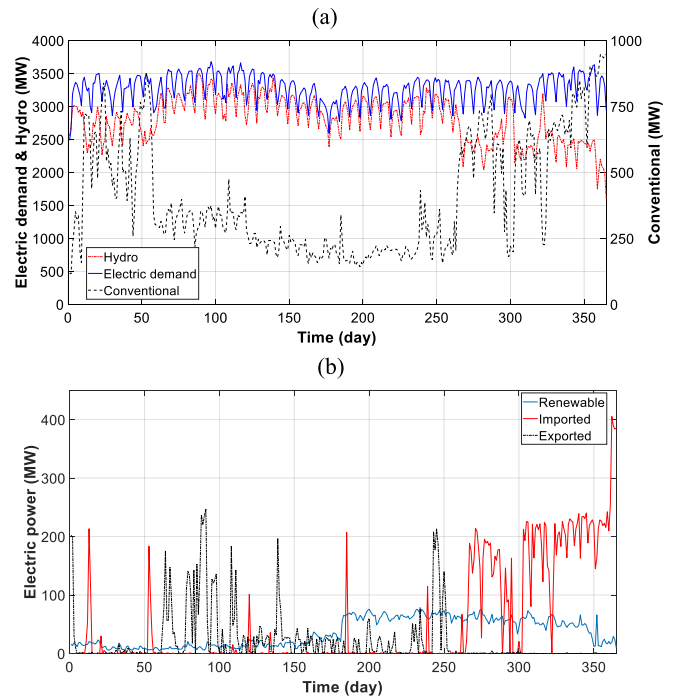 (a)
Electric demand & Hydro (MW)
4000
3500
3000
2500
2000
1500
1000
500
0
1000
750
500
250
0
Conventional (MW)
Hydro
Electric demand
Conventional
0 50 100 150 200 250 300 350
Time (day)
(b)
Electric power (MW)
400
300
200
100
0
Renewable
Imported
Exported
0 50 100 150 200 250 300 350
Time (day)